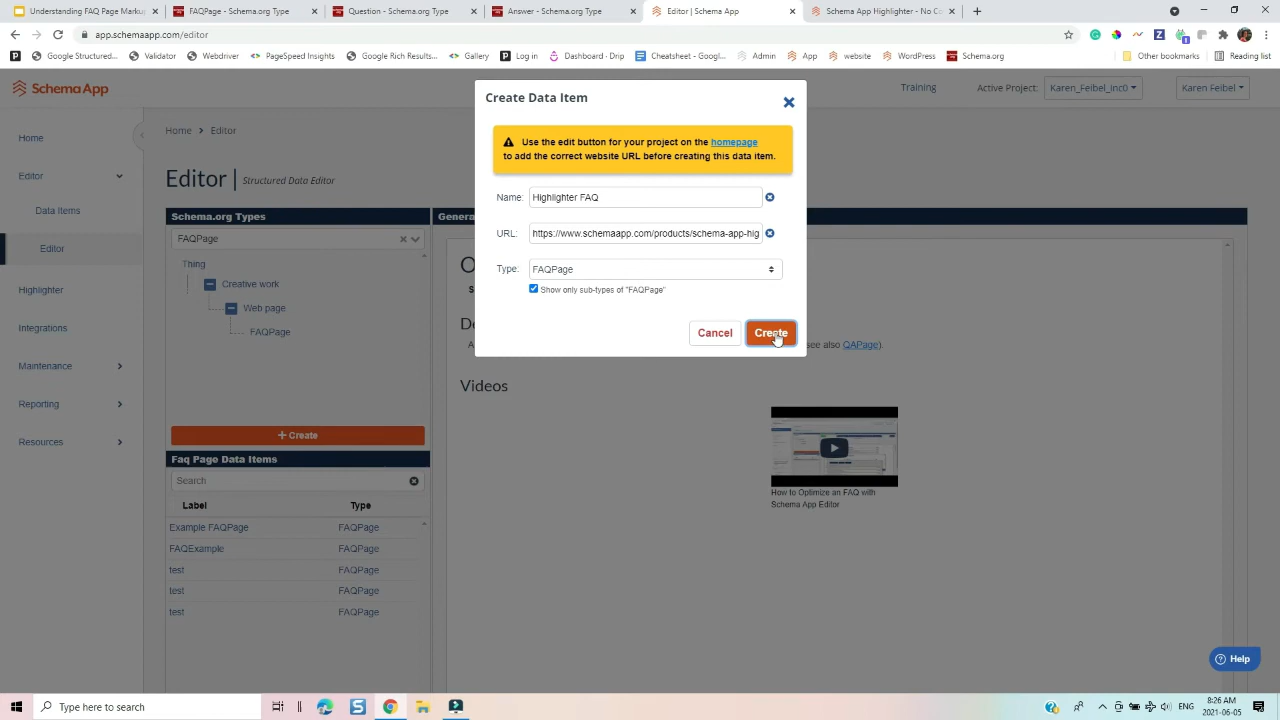 Understanding FAQ Page Marku
FAQPage - Schema.org Type
Question - Schema.org Type
Answer - Schema.org Type
Editor | Schema App
Schema App Highlighter - No Co
app.schemaapp.com/editor
Google Structured...
Validator
Webdriver
PageSpeed Insights
Google Rich Results...
Gallery
Log in
Dashboard · Drip
Cheatsheet - Googl...
Admin
App
website
WordPress
Schema.org
Other bookmarks
Reading list
Schema App
Training
Active Project:
Karen_Feibel_Inc0
Karen Feibel
Home
Editor
Data Items
Editor
Highlighter
Integrations
Maintenance
Reporting
Resources
Home > Editor
Editor | Structured Data Editor
Schema.org Types
FAQPage
Thing
Creative work
Web page
FAQPage
+ Create
Faq Page Data Items
Search
Label Type
Example FAQPage FAQPage
FAQExample FAQPage
test FAQPage
test FAQPage
test FAQPage
Create Data Item
Use the edit button for your project on the homepage
to add the correct website URL before creating this data item.
Name: Highlighter FAQ
URL: https://www.schemaapp.com/products/schema-app-hig
Type: FAQPage
Show only sub-types of "FAQPage"
Cancel
Create
see also QAPage).
Videos
How to Optimize an FAQ with
Schema App Editor
Help
Type here to search
ENG
8:26 AM
2021-06-05